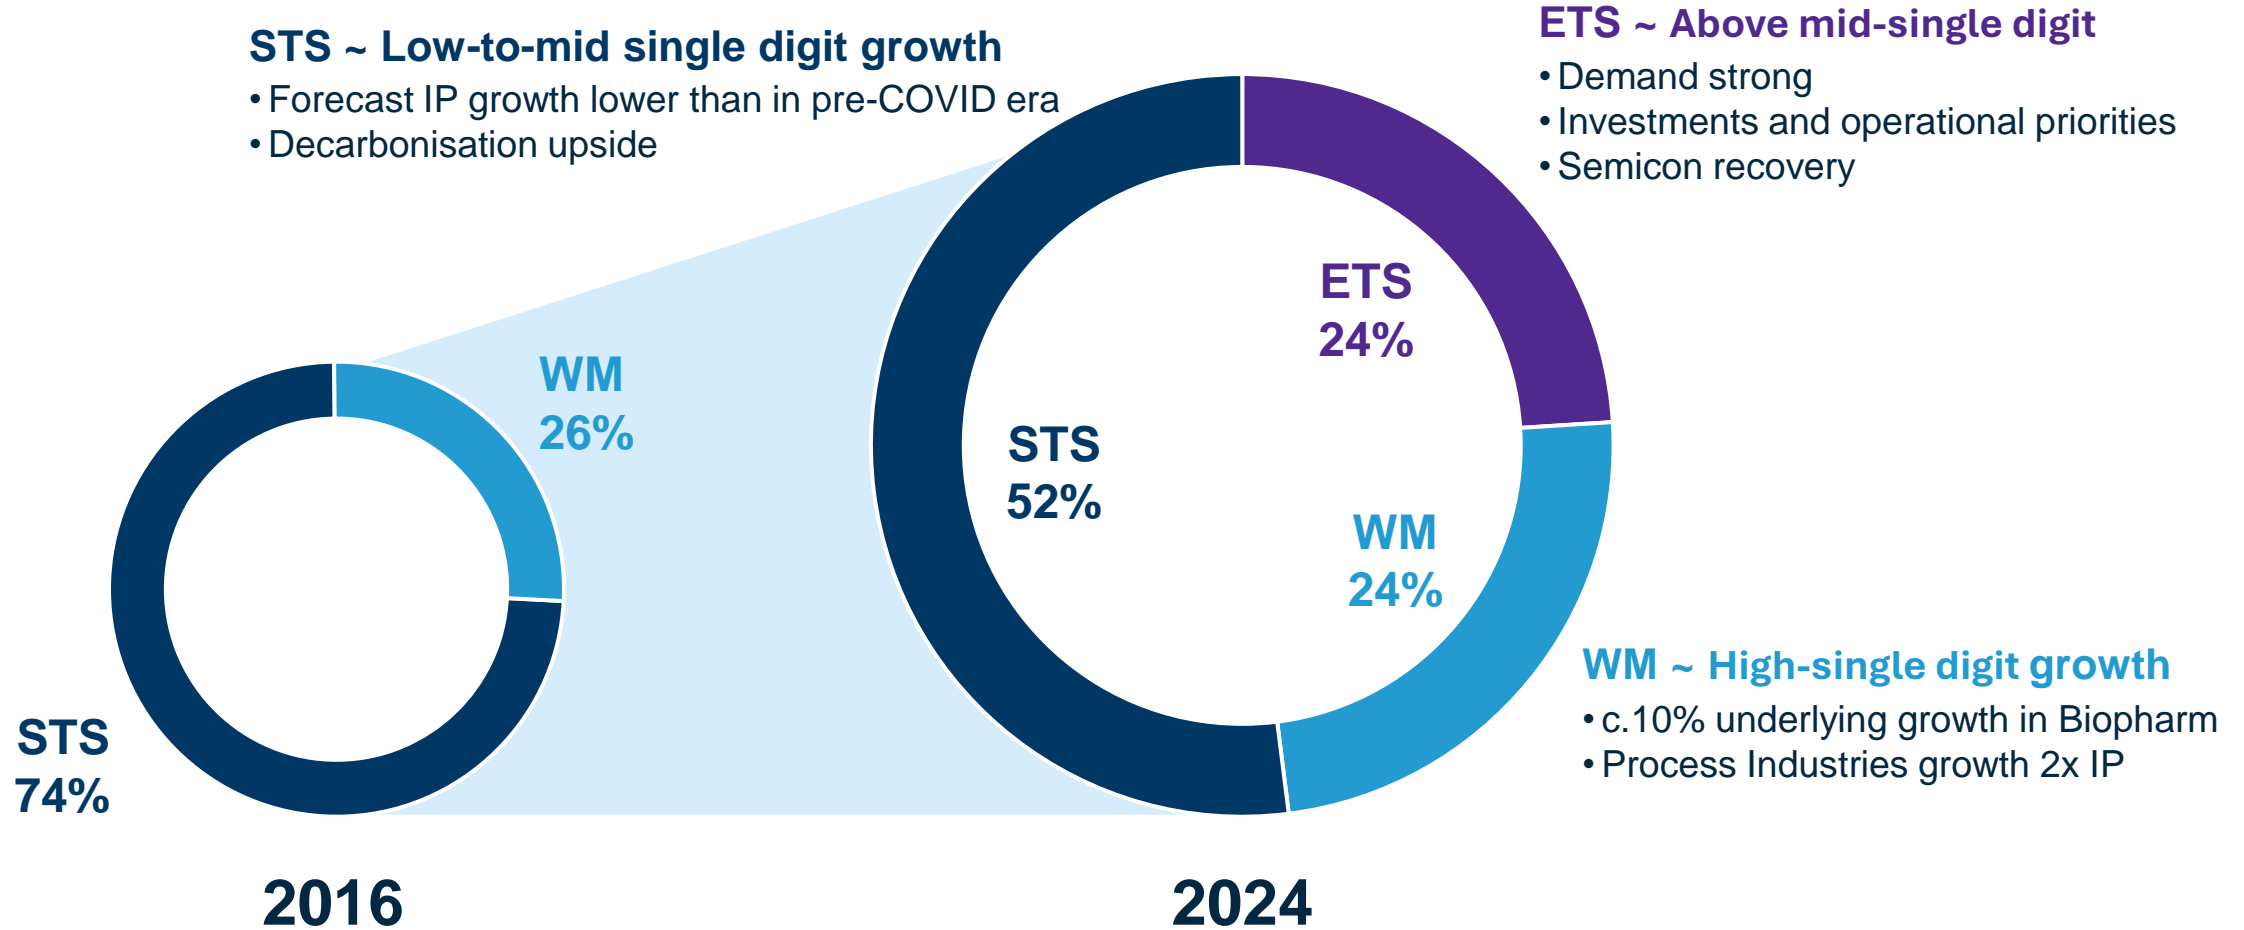 STS ~ Low-to-mid single digit growth
• Forecast IP growth lower than in pre-COVID era
• Decarbonisation upside
ETS ~ Above mid-single digit
• Demand strong
• Investments and operational priorities
• Semicon recovery
WM
26%
STS
74%
ETS
24%
STS
52%
WM
24%
WM ~ High-single digit growth
• c.10% underlying growth in Biopharm
• Process Industries growth 2x IP
2016
2024